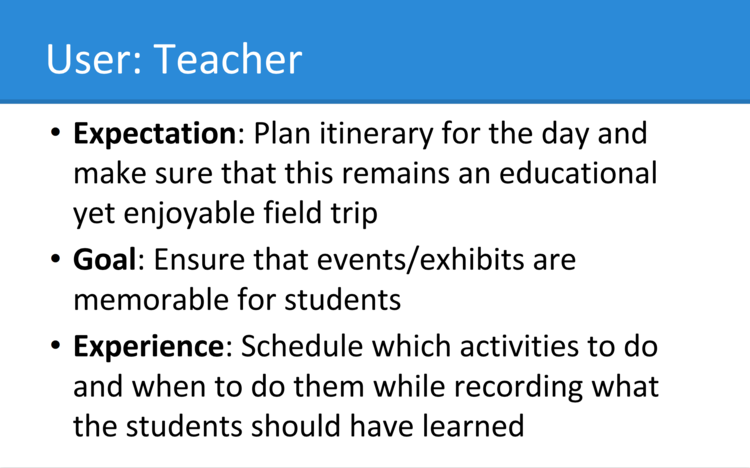 User: Teacher
• Expectation: Plan itinerary for the day and
make sure that this remains an educational
yet enjoyable field trip
• Goal: Ensure that events/exhibits are
memorable for students
• Experience: Schedule which activities to do
and when to do them while recording what
the students should have learned